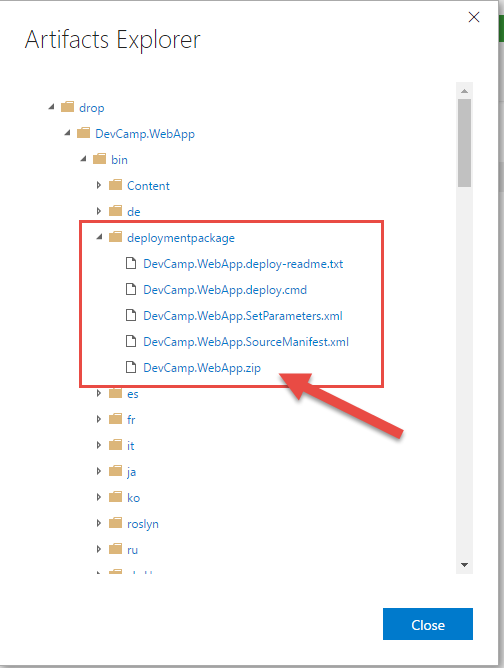 Artifacts Explorer
drop
DevCamp.WebApp
bin
Content
de
deploymentpackage
DevCamp.WebApp.deploy-readme.txt
DevCamp.WebApp.deploy.cmd
DevCamp.WebApp.SetParameters.xml
DevCamp.WebApp.SourceManifest.xml
DevCamp.WebApp.zip
es
fr
it
ja
ko
roslyn
ru
Close